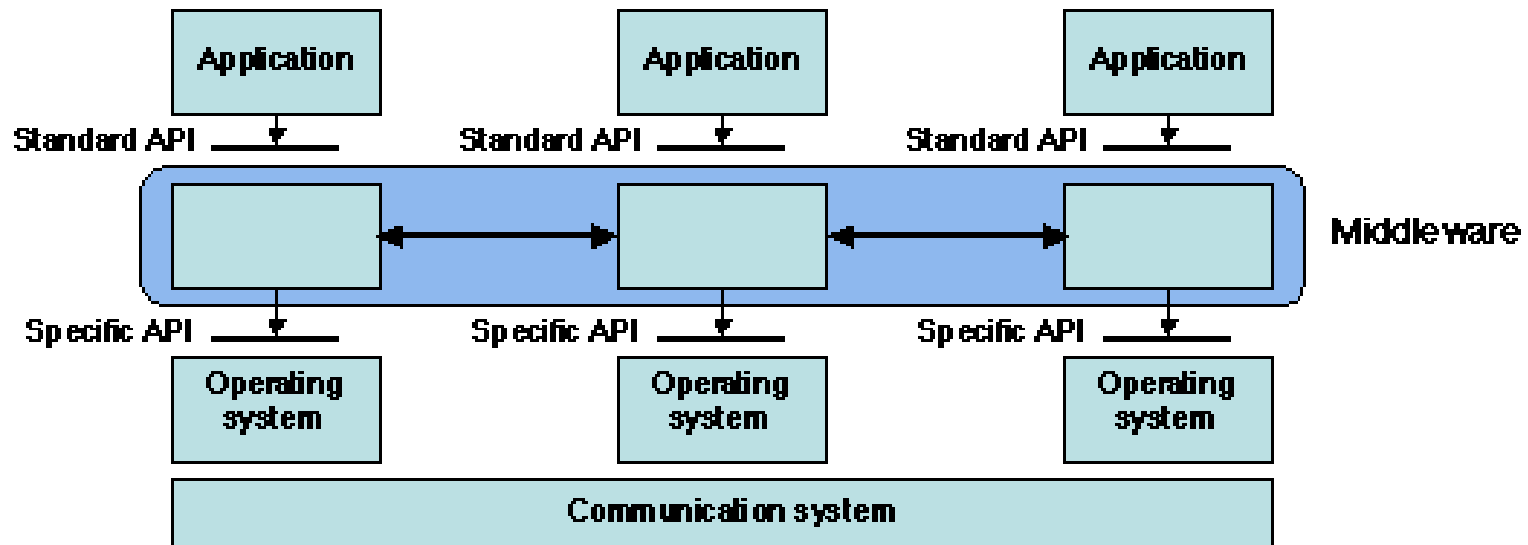 Application Application Application
Standard API Standard API Standard API
Middleware
Specific API Specific API Specific API
Operating Operating Operating
system system system
Communication system